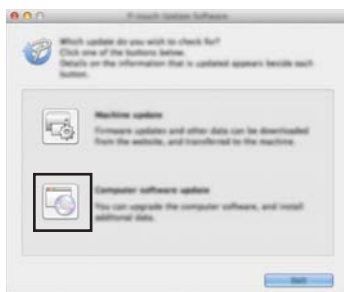 P-touch Update Software
Which update do you wish to check for?
Click one of the buttons below.
Details on the information that is updated appears beside each
button.
Machine update
Firmware updates and other data can be downloaded
from the website, and transferred to the machine.
Computer software update
You can upgrade the computer software, and install
additional data.